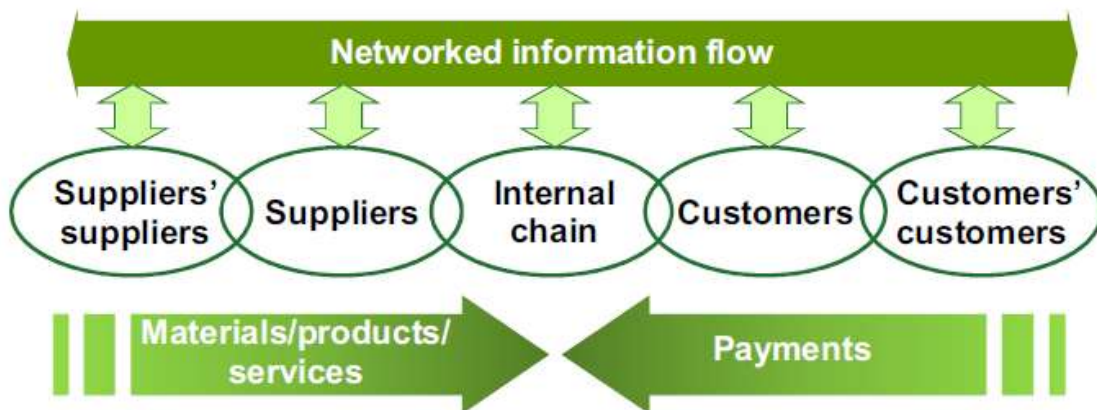 Networked information flow
Suppliers’
suppliers
Suppliers
Internal
chain
Customers
Customers’
customers
Materials/products/
services
Payments